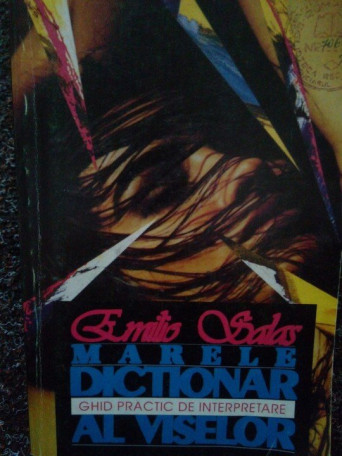 Emilio Salas
MARELE
DICTIONAR
GHID PRACTIC DE INTERPRETARE
AL VISELOR